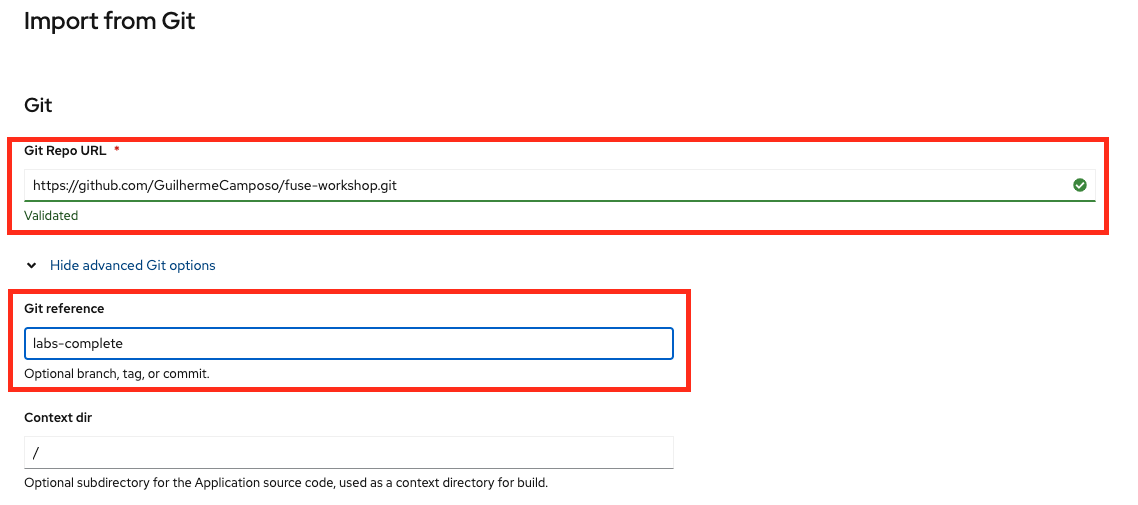 Import from Git
Git
Git Repo URL *
https://github.com/GuilhermeCamposo/fuse-workshop.git
Validated
Hide advanced Git options
Git reference
labs-complete
Optional branch, tag, or commit.
Context dir
/
Optional subdirectory for the Application source code, used as a context directory for build.